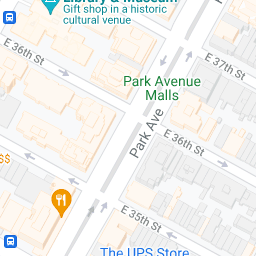 Library & Museum
Gift shop in a historic
cultural venue
E 36th St
E 37th St
Park Avenue
Malls
Park Ave
E 36th St
$$
E 35th St
The UPS Store